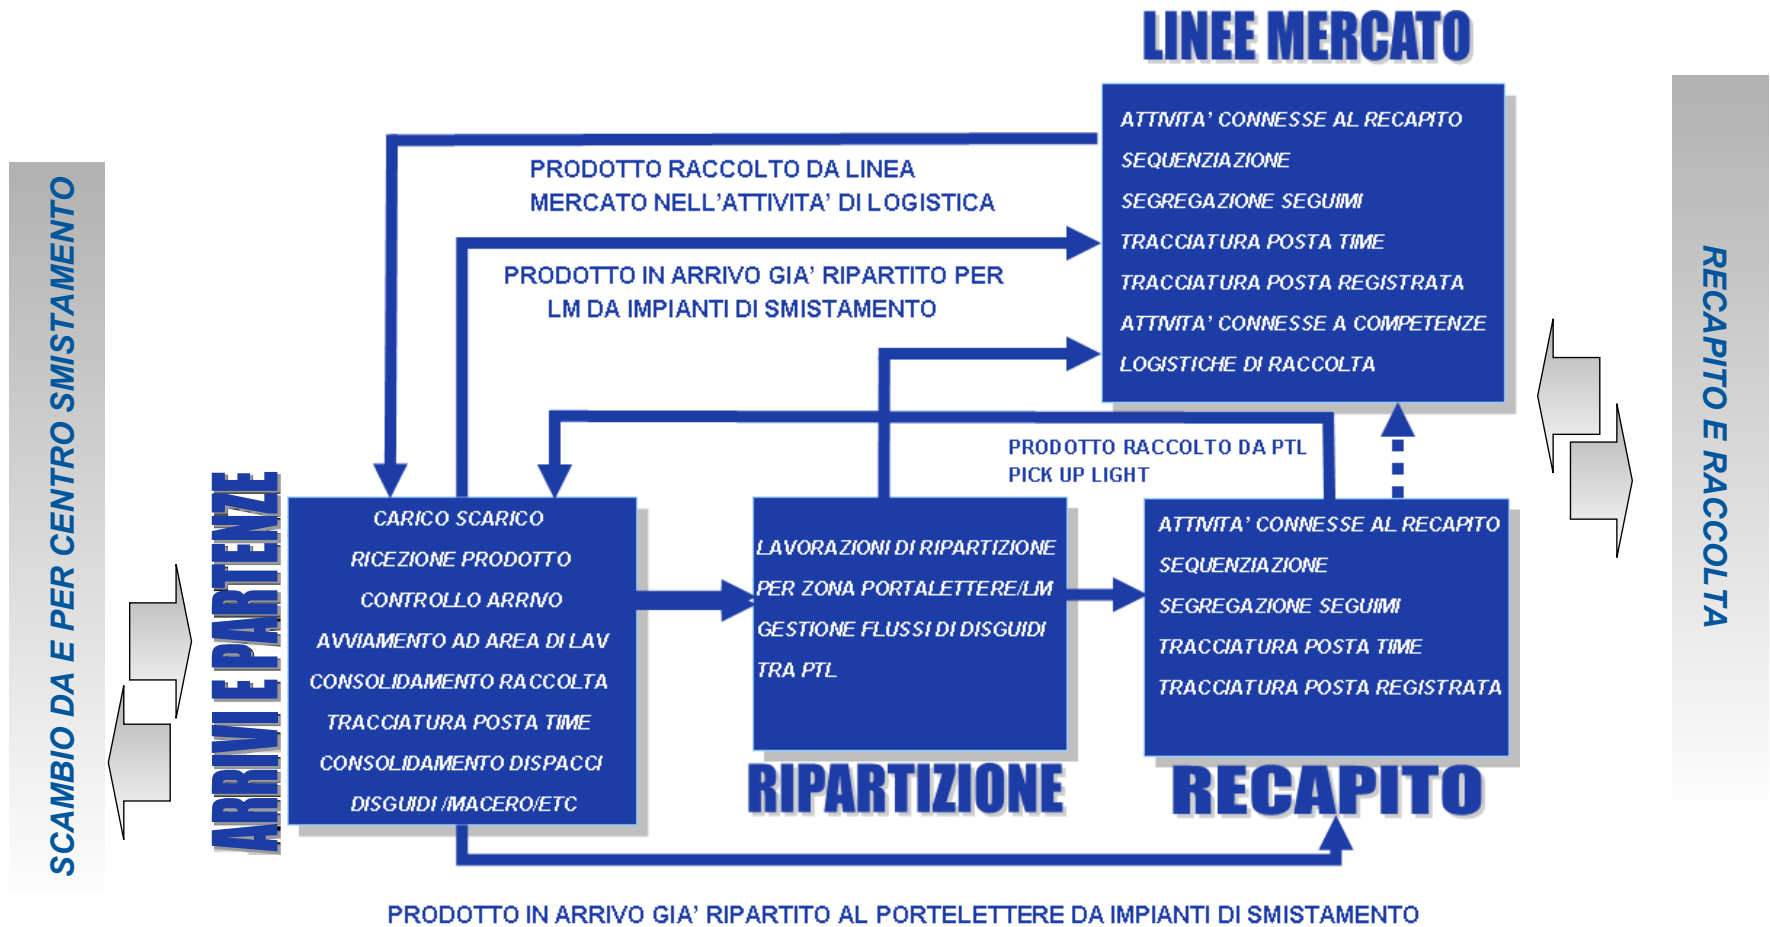 LINEE MERCATO
ATTIVITA' CONNESSE AL RECAPITO
SEQUENZIAZIONE
SEGREGAZIONE SEGUIMI
TRACCIATURA POSTA TIME
TRACCIATURA POSTA REGISTRATA
ATTIVITA' CONNESSE A COMPETENZE
LOGISTICHE DI RACCOLTA
PRODOTTO RACCOLTO DA LINEA
MERCATO NELL'ATTIVITA' DI LOGISTICA
PRODOTTO IN ARRIVO GIA' RIPARTITO PER
LM DA IMPIANTI DI SMISTAMENTO
PRODOTTO RACCOLTO DA PTL
PICK UP LIGHT
SCAMBIO DA E PER CENTRO SMISTAMENTO
ARRIVI E PARTENZE
CARICO SCARICO
RICEZIONE PRODOTTO
CONTROLLO ARRIVO
AVVIAMENTO AD AREA DI LAV
CONSOLIDAMENTO RACCOLTA
TRACCIATURA POSTA TIME
CONSOLIDAMENTO DISPACCI
DISGUIDI /MACERO/ETC
LAVORAZIONI DI RIPARTIZIONE
PER ZONA PORTALETTERE/LM
GESTIONE FLUSSI DI DISGUIDI
TRA PTL
RIPARTIZIONE
ATTIVITA' CONNESSE AL RECAPITO
SEQUENZIAZIONE
SEGREGAZIONE SEGUIMI
TRACCIATURA POSTA TIME
TRACCIATURA POSTA REGISTRATA
RECAPITO
RECAPITO E RACCOLTA
PRODOTTO IN ARRIVO GIA' RIPARTITO AL PORTELETTERE DA IMPIANTI DI SMISTAMENTO